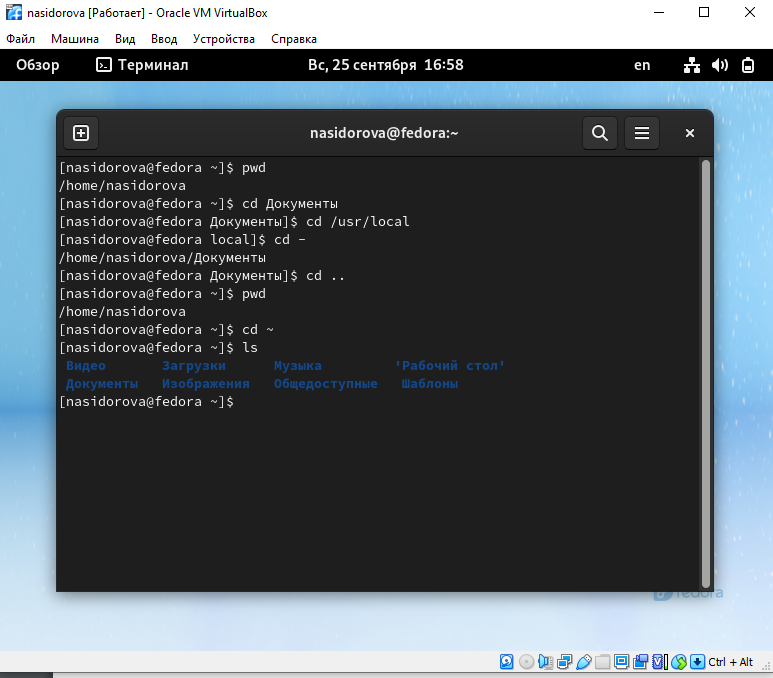 nasidorova [Работает] - Oracle VM VirtualBox
Файл Машина Вид Ввод Устройства Справка
Обзор Терминал Вс, 25 сентября 16:58 en
nasidorova@fedora:~
[nasidorova@fedora ~]$ pwd
/home/nasidorova
[nasidorova@fedora ~]$ cd Документы
[nasidorova@fedora Документы]$ cd /usr/local
[nasidorova@fedora local]$ cd -
/home/nasidorova/Документы
[nasidorova@fedora Документы]$ cd ..
[nasidorova@fedora ~]$ pwd
/home/nasidorova
[nasidorova@fedora ~]$ cd ~
[nasidorova@fedora ~]$ ls
Видео Загрузки Музыка 'Рабочий стол'
Документы Изображения Общедоступные Шаблоны
[nasidorova@fedora ~]$
fedora
Ctrl + Alt